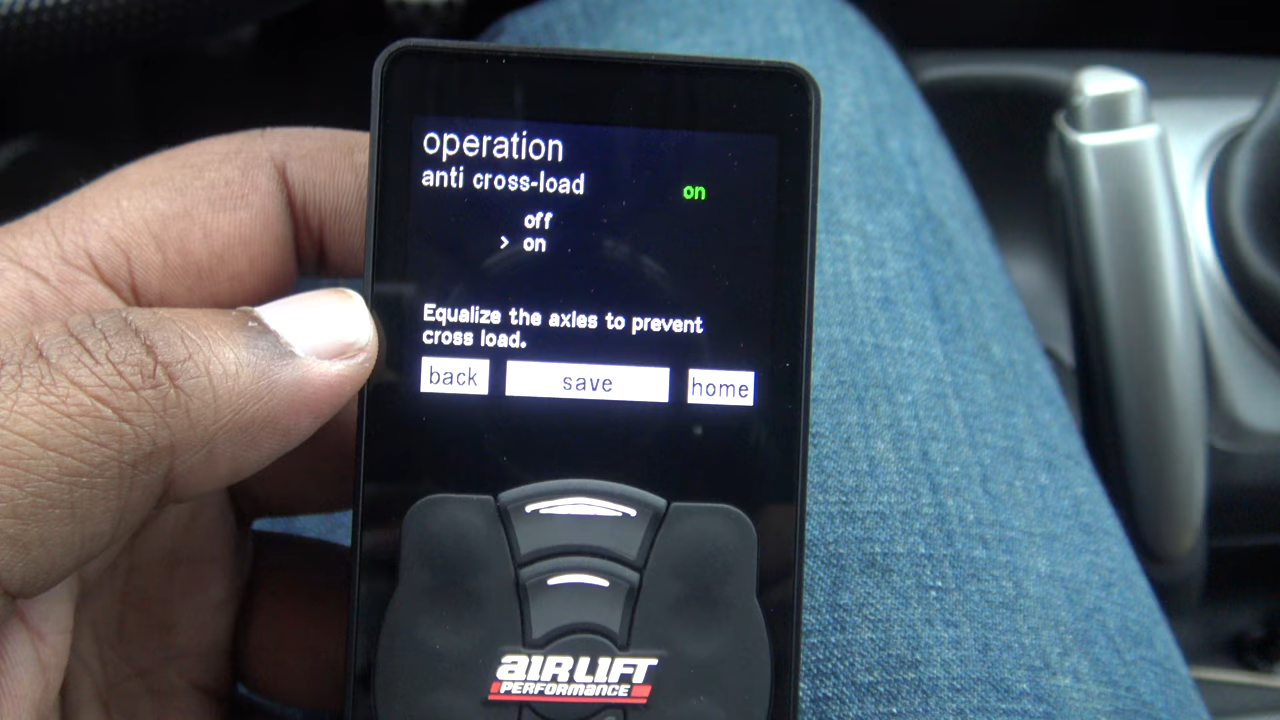 operation
anti cross-load on
off
> on
Equalize the axles to prevent
cross load.
back save home
AIRLIFT
PERFORMANCE